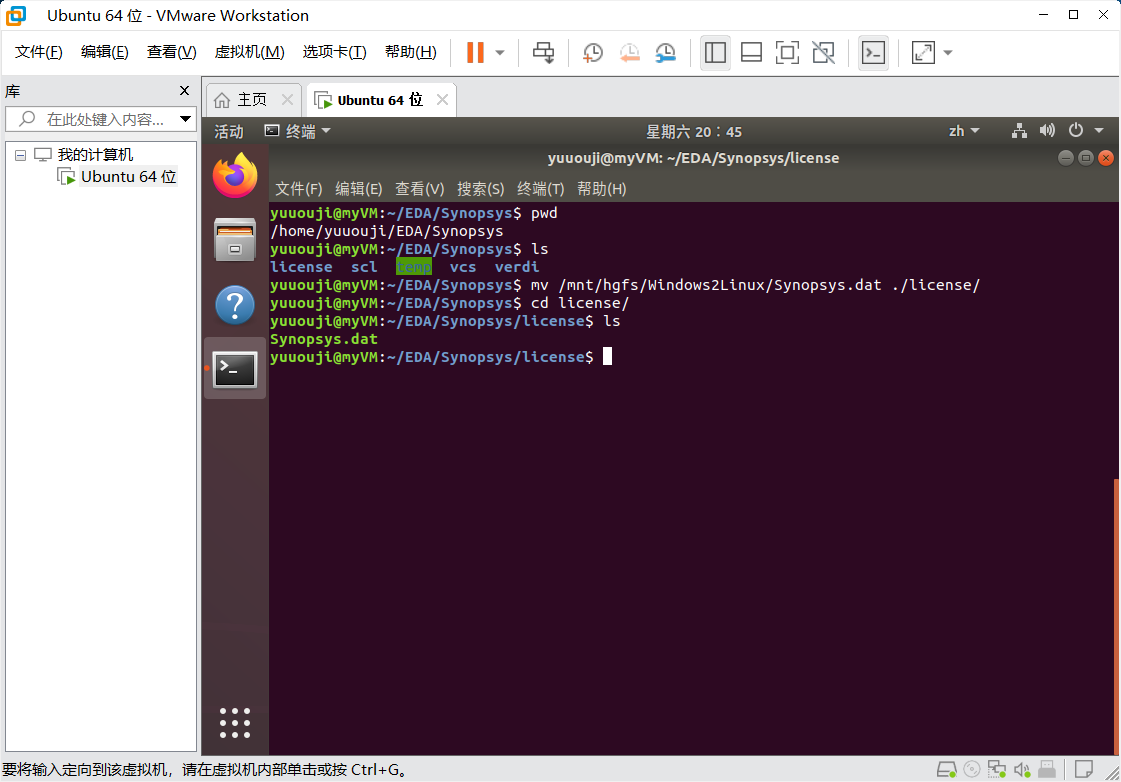 Ubuntu 64 位 - VMware Workstation
文件(F) 编辑(E) 查看(V) 虚拟机(M) 选项卡(T) 帮助(H)
库
在此处键入内容...
我的计算机
Ubuntu 64 位
主页
Ubuntu 64 位
活动 终端 星期六 20：45 zh
yuuouji@myVM: ~/EDA/Synopsys/license
文件(F) 编辑(E) 查看(V) 搜索(S) 终端(T) 帮助(H)
yuuouji@myVM:~/EDA/Synopsys$ pwd
/home/yuuouji/EDA/Synopsys
yuuouji@myVM:~/EDA/Synopsys$ ls
license scl temp vcs verdi
yuuouji@myVM:~/EDA/Synopsys$ mv /mnt/hgfs/Windows2Linux/Synopsys.dat ./license/
yuuouji@myVM:~/EDA/Synopsys$ cd license/
yuuouji@myVM:~/EDA/Synopsys/license$ ls
Synopsys.dat
yuuouji@myVM:~/EDA/Synopsys/license$
要将输入定向到该虚拟机，请在虚拟机内部单击或按 Ctrl+G。